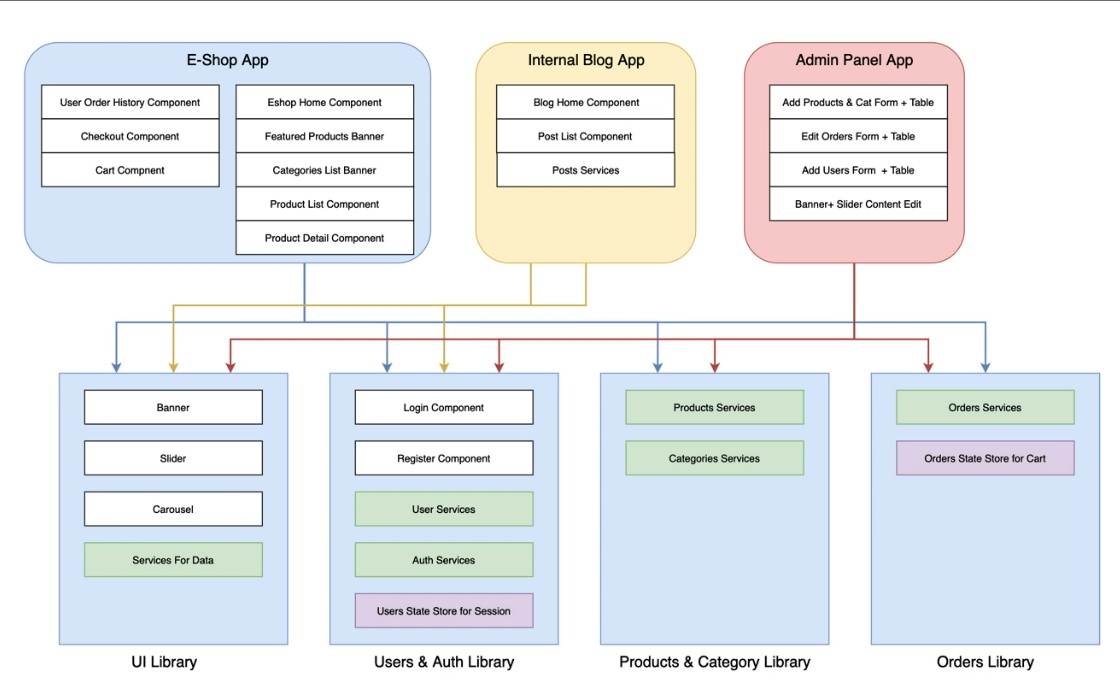 E-Shop App
User Order History Component
Checkout Component
Cart Compnent
Eshop Home Component
Featured Products Banner
Categories List Banner
Product List Component
Product Detail Component
Internal Blog App
Blog Home Component
Post List Component
Posts Services
Admin Panel App
Add Products & Cat Form + Table
Edit Orders Form + Table
Add Users Form + Table
Banner+ Slider Content Edit
Banner
Slider
Carousel
Services For Data
UI Library
Login Component
Register Component
User Services
Auth Services
Users State Store for Session
Users & Auth Library
Products Services
Categories Services
Products & Category Library
Orders Services
Orders State Store for Cart
Orders Library